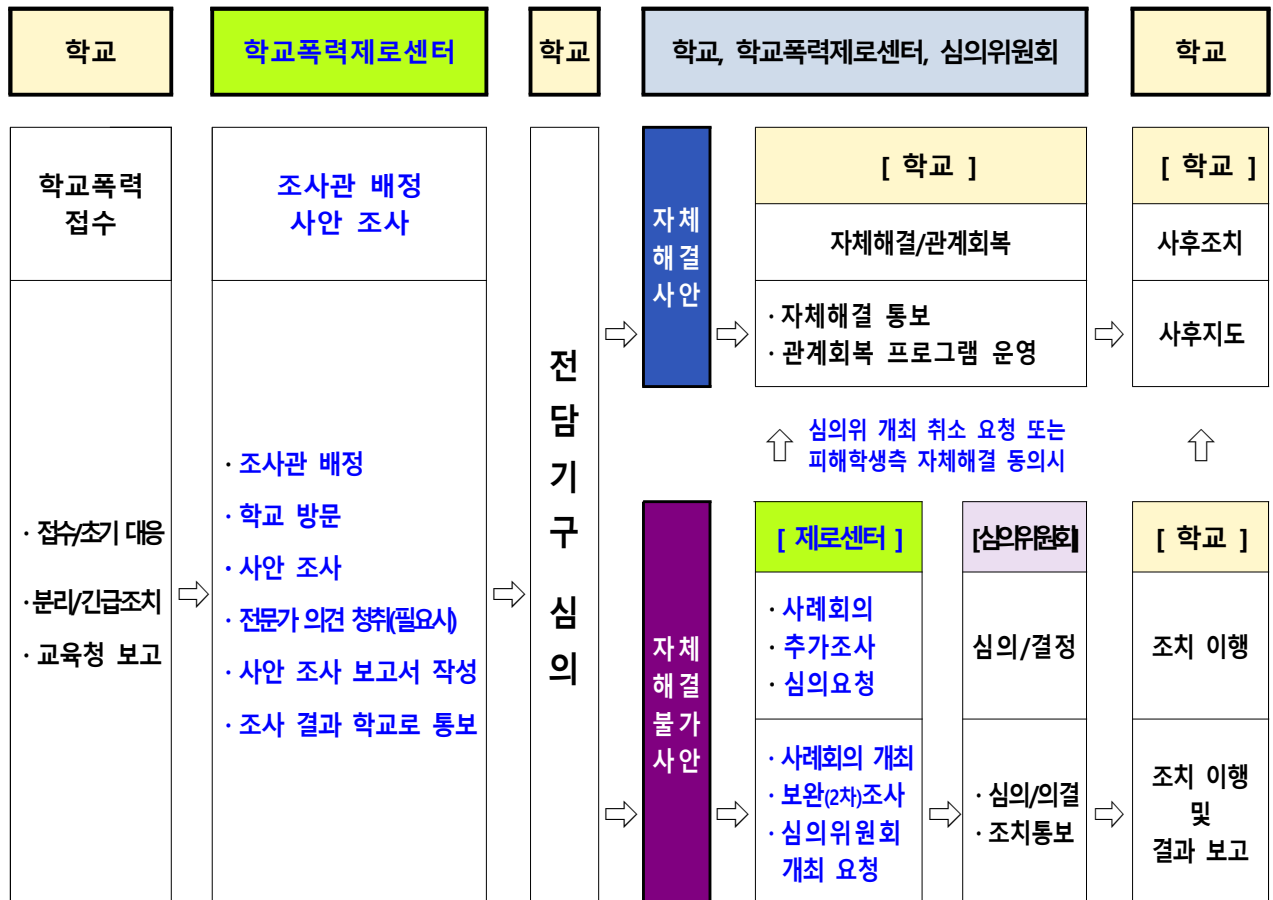 학교
학교폭력제로센터
학교
학교, 학교폭력제로센터, 심의위원회
학교
학교폭력
접수
· 접수/초기 대응
·분리/긴급조치
· 교육청 보고
조사관 배정
사안 조사
· 조사관 배정
· 학교 방문
· 사안 조사
· 전문가 의견 청취(필요시)
· 사안 조사 보고서 작성
· 조사 결과 학교로 통보
전
담
기
구
심
의
자체
해결
사안
[ 학교 ]
자체해결/관계회복
· 자체해결 통보
· 관계회복 프로그램 운영
[ 학교 ]
사후조치
사후지도
심의위 개최 취소 요청 또는
피해학생측 자체해결 동의시
자체
해결
불가
사안
[ 제로센터 ]
· 사례회의
· 추가조사
· 심의요청
· 사례회의 개최
· 보완(2차)조사
· 심의위원회
개최 요청
[심의위원회]
심의/결정
· 심의/의결
· 조치통보
[ 학교 ]
조치 이행
조치 이행
및
결과 보고